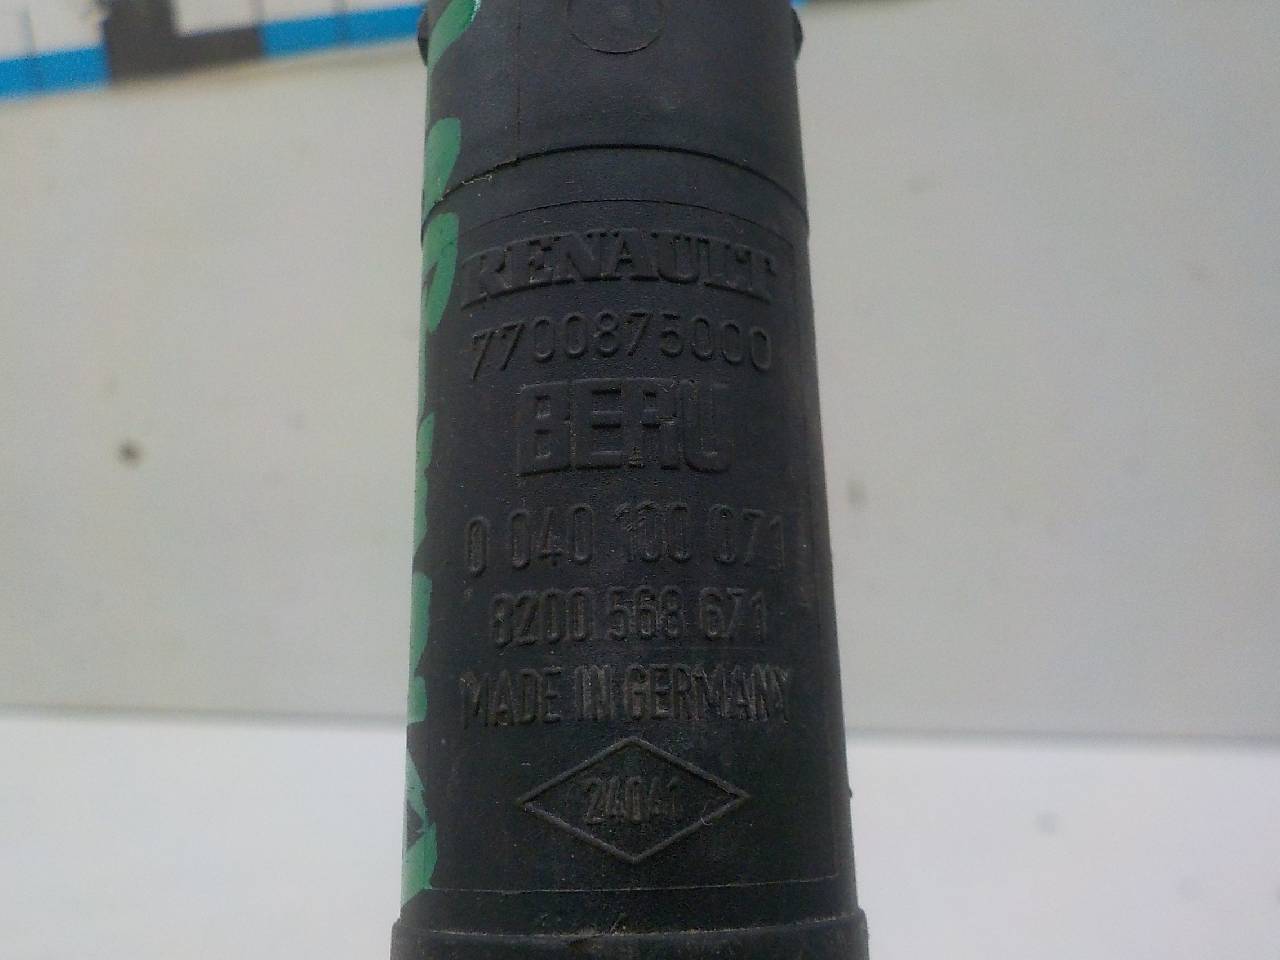 RENAULT
7700875000
BERU
0 040 100 071
8200 568 671
MADE IN GERMANY
24041